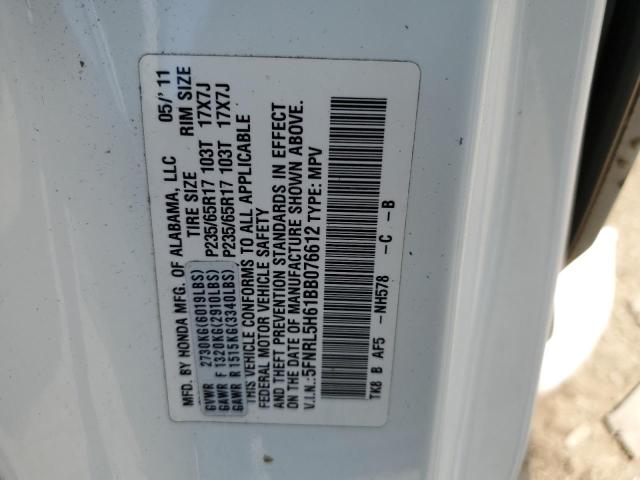 MFD. BY HONDA MFG. OF ALABAMA, LLC 05/'11
TIRE SIZE RIM SIZE
GVWR 2730KG(6019LBS)
GAWR F 1320KG(2910LBS) P235/65R17 103T 17X7J
GAWR R 1515KG(3340LBS) P235/65R17 103T 17X7J
THIS VEHICLE CONFORMS TO ALL APPLICABLE
FEDERAL MOTOR VEHICLE SAFETY
AND THEFT PREVENTION STANDARDS IN EFFECT
ON THE DATE OF MANUFACTURE SHOWN ABOVE.
V.I.N.:5FNRL5H61BB076612 TYPE: MPV
TK8 B AF5 -NH578 -C -B